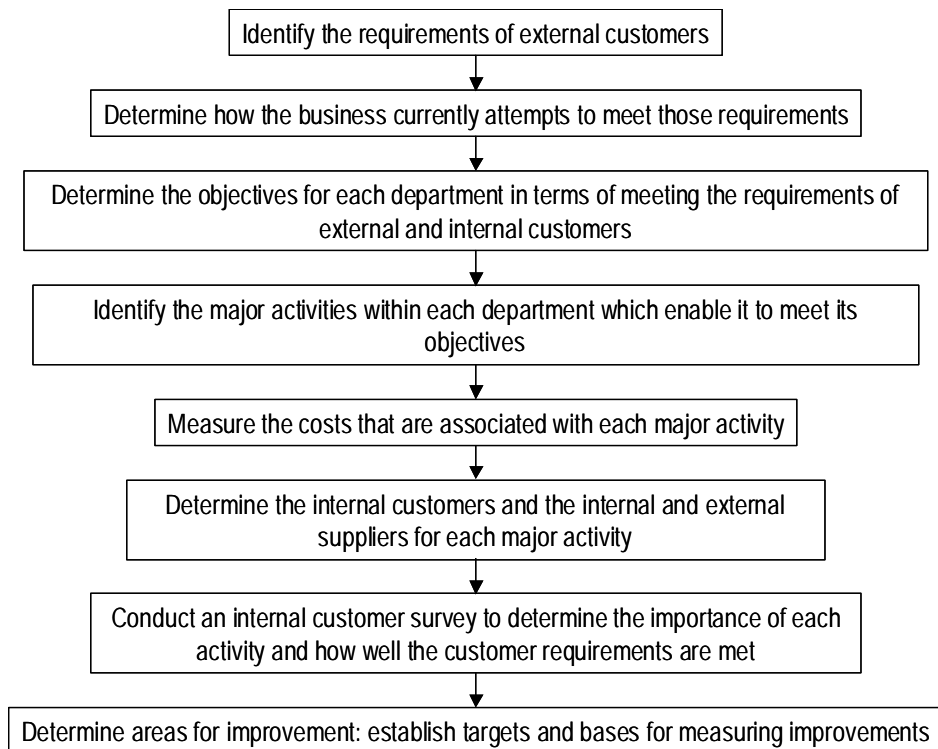 Identify the requirements of external customers
Determine how the business currently attempts to meet those requirements
Determine the objectives for each department in terms of meeting the requirements of
external and internal customers
Identify the major activities within each department which enable it to meet its
objectives
Measure the costs that are associated with each major activity
Determine the internal customers and the internal and external
suppliers for each major activity
Conduct an internal customer survey to determine the importance of each
activity and how well the customer requirements are met
Determine areas for improvement: establish targets and bases for measuring improvements